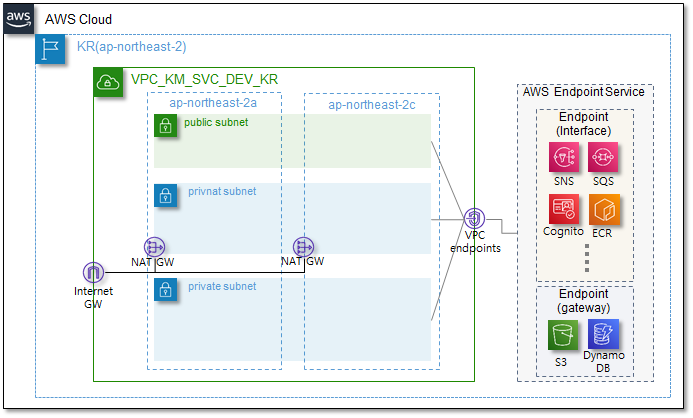 aws
AWS Cloud
KR(ap-northeast-2)
VPC_KM_SVC_DEV_KR
ap-northeast-2a
ap-northeast-2c
public subnet
privnat subnet
NAT GW
NAT GW
Internet
GW
private subnet
VPC
endpoints
AWS EndpointService
Endpoint
(Interface)
SNS
SQS
Cognito
ECR
Endpoint
(gateway)
S3
Dynamo
DB